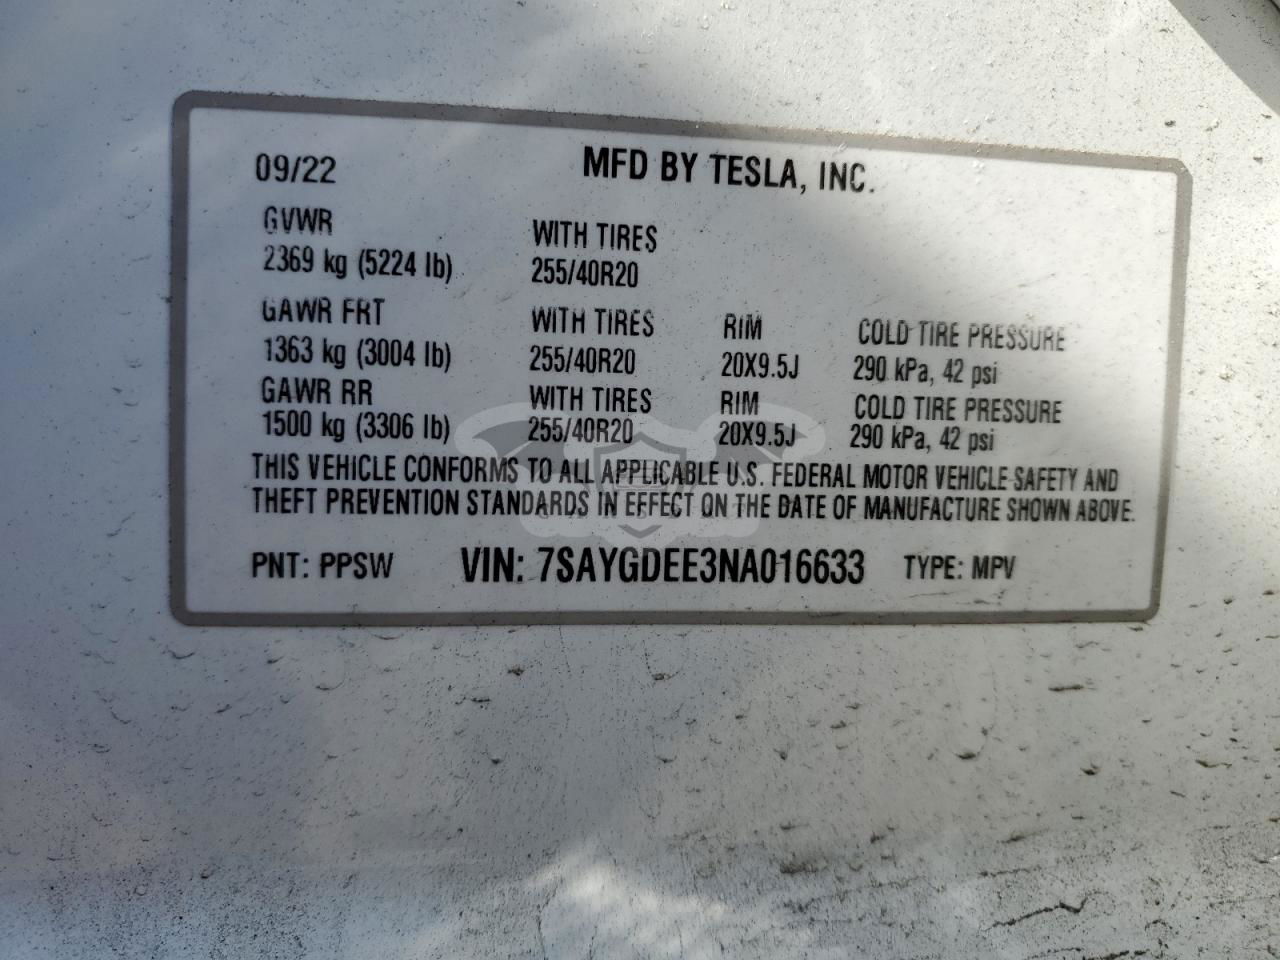 09/22 MFD BY TESLA, INC.
GVWR WITH TIRES
2369 kg (5224 lb) 255/40R20
GAWR FRT WITH TIRES RIM COLD TIRE PRESSURE
1363 kg (3004 lb) 255/40R20 20X9.5J 290 kPa, 42 psi
GAWR RR WITH TIRES RIM COLD TIRE PRESSURE
1500 kg (3306 lb) 255/40R20 20X9.5J 290 kPa, 42 psi
THIS VEHICLE CONFORMS TO ALL APPLICABLE U.S. FEDERAL MOTOR VEHICLE SAFETY AND
THEFT PREVENTION STANDARDS IN EFFECT ON THE DATE OF MANUFACTURE SHOWN ABOVE.
PNT: PPSW VIN: 7SAYGDEE3NA016633 TYPE: MPV